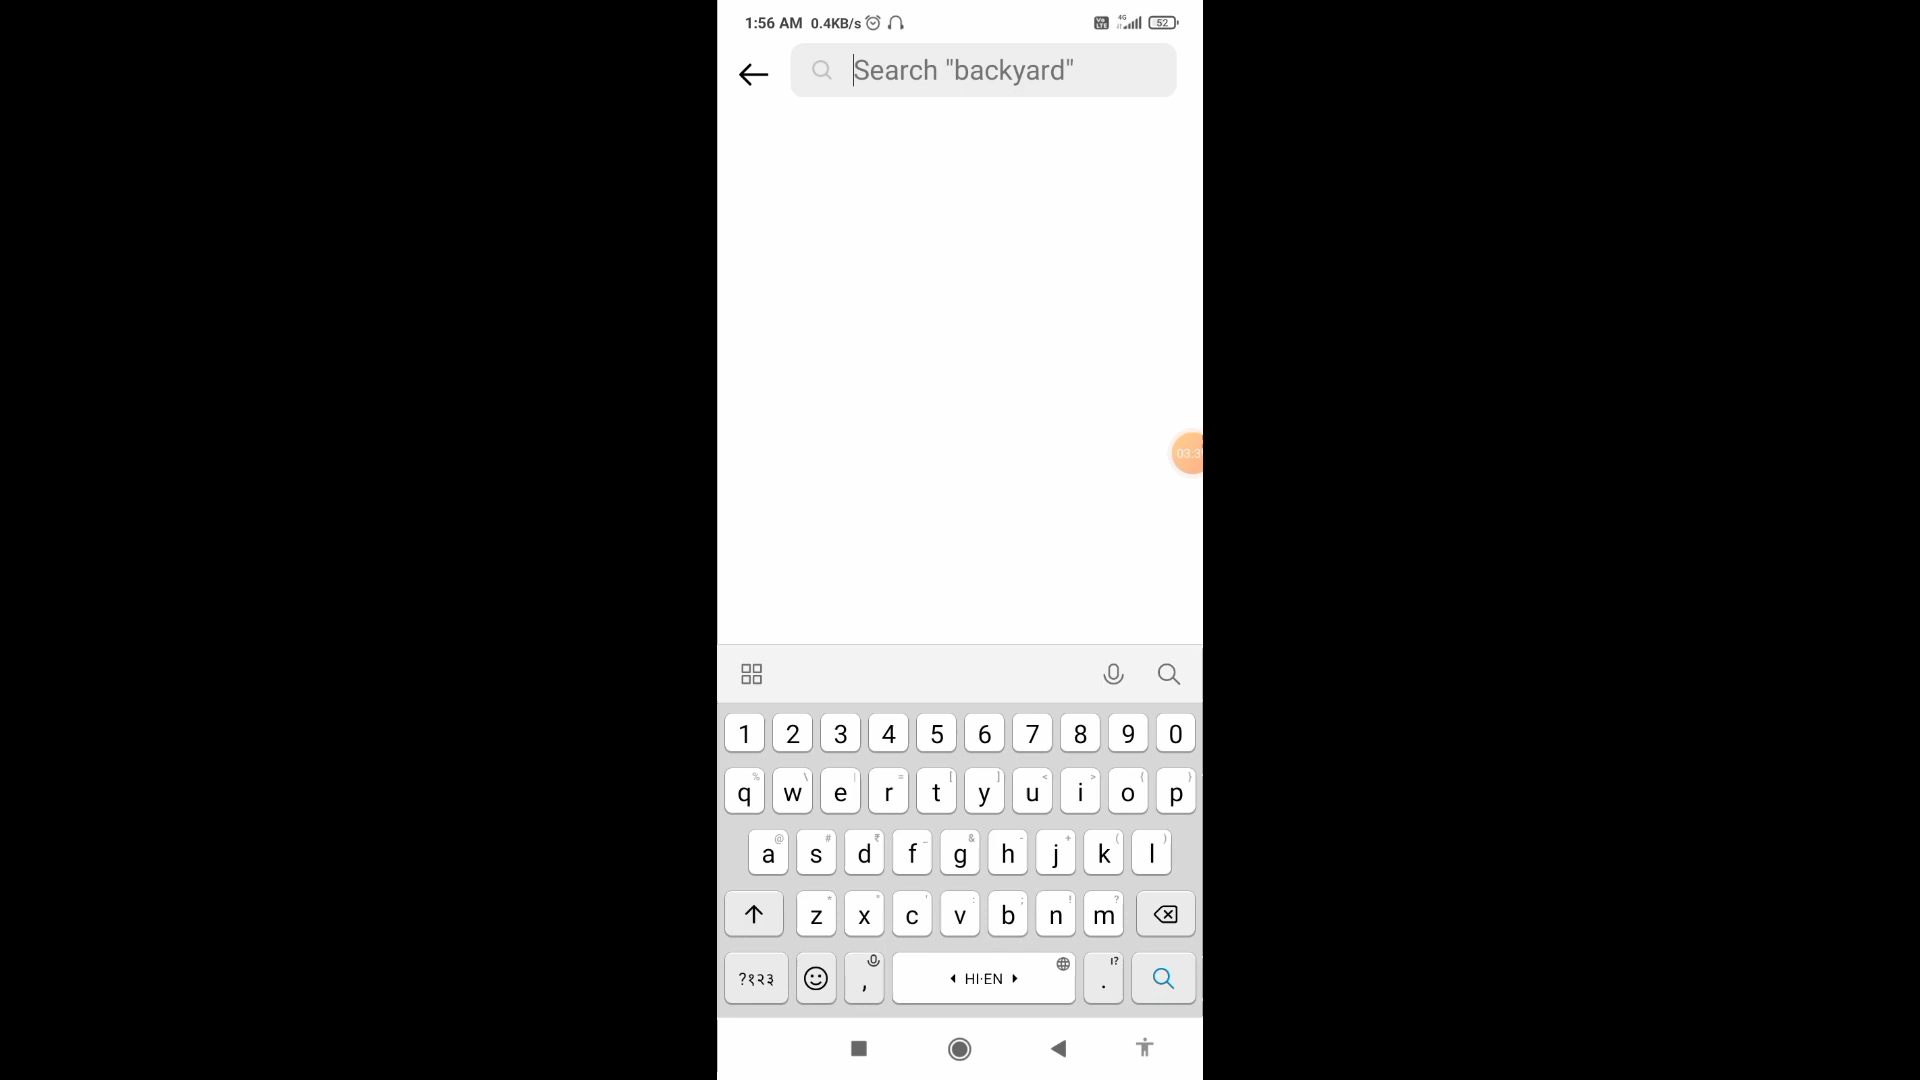 1:56 AM 0.4KB/s 4G 52
Search "backyard"
1 2 3 4 5 6 7 8 9 0
q w e r t y u i o p
a s d f g h j k l
z x c v b n m
?१२३ , HI·EN .